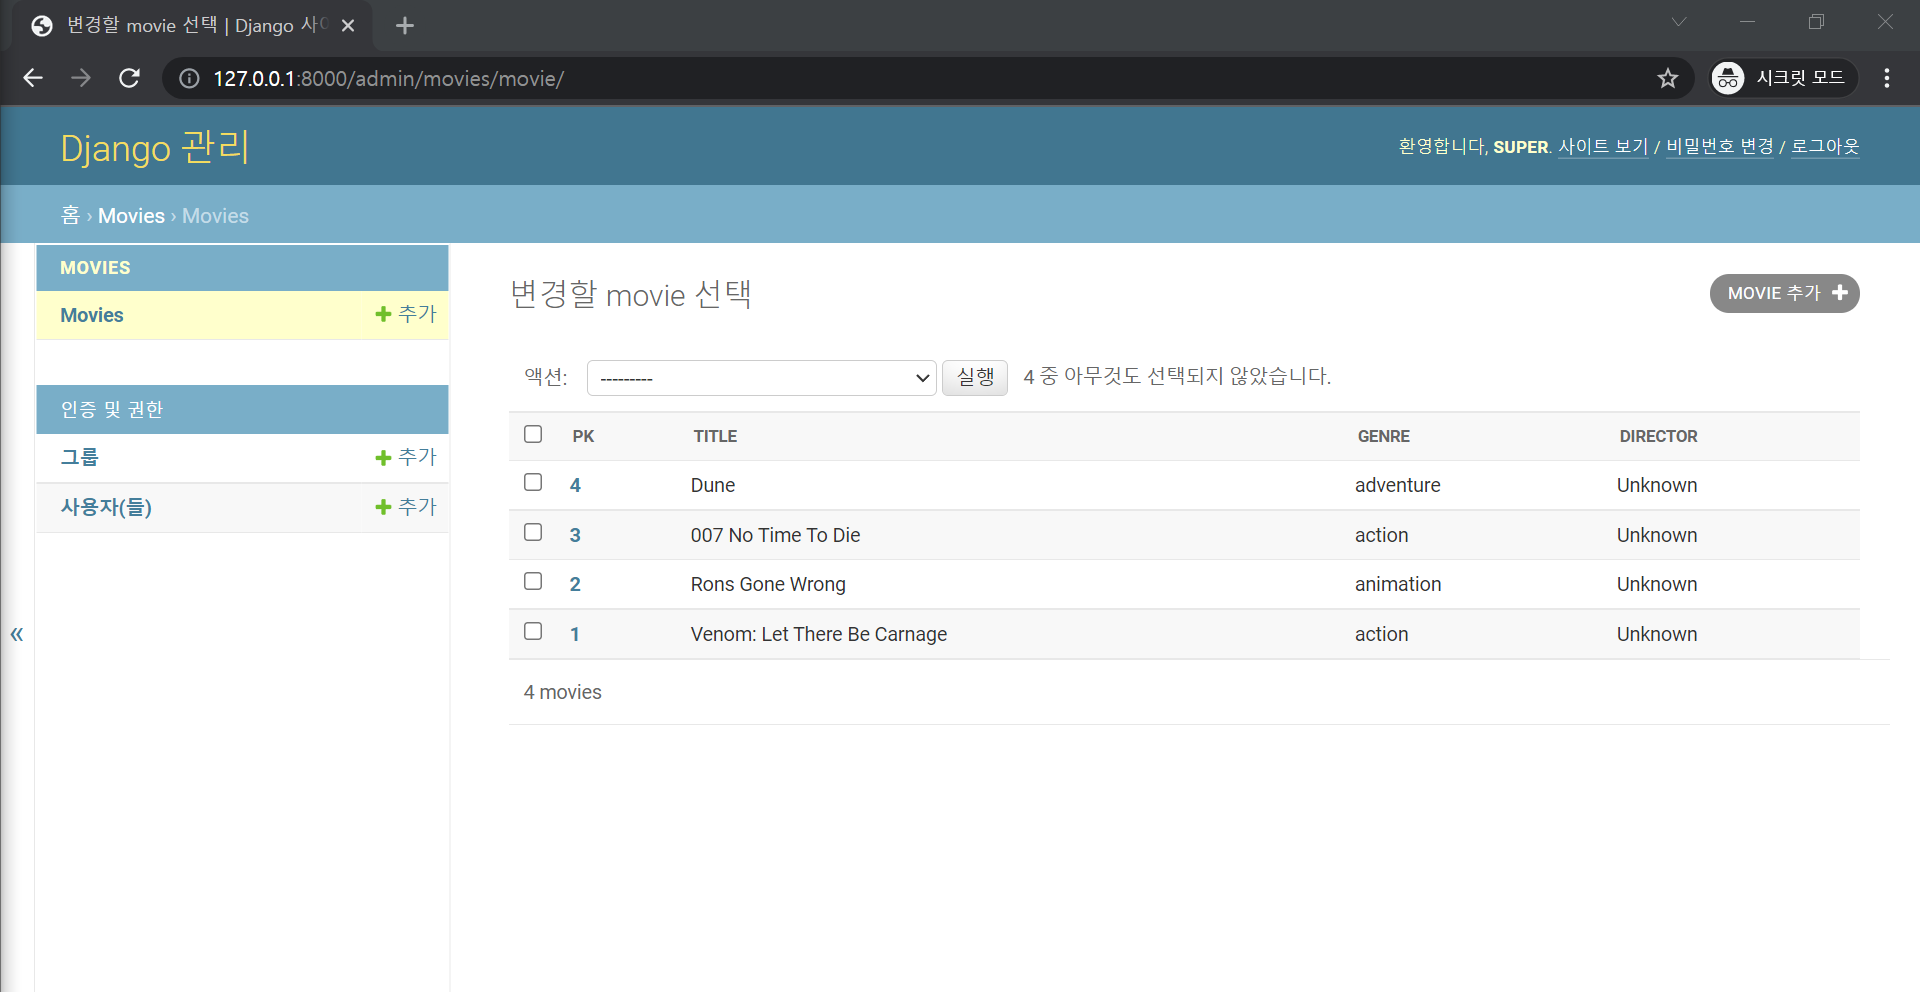 변경할 movie 선택 | Django 사이
127.0.0.1:8000/admin/movies/movie/
시크릿 모드
Django 관리
환영합니다, SUPER. 사이트 보기 / 비밀번호 변경 / 로그아웃
홈 › Movies › Movies
MOVIES
Movies
추가
인증 및 권한
그룹
추가
사용자(들)
추가
«
변경할 movie 선택
MOVIE 추가
액션: --------- 실행 4 중 아무것도 선택되지 않았습니다.
PK TITLE GENRE DIRECTOR
4 Dune adventure Unknown
3 007 No Time To Die action Unknown
2 Rons Gone Wrong animation Unknown
1 Venom: Let There Be Carnage action Unknown
4 movies